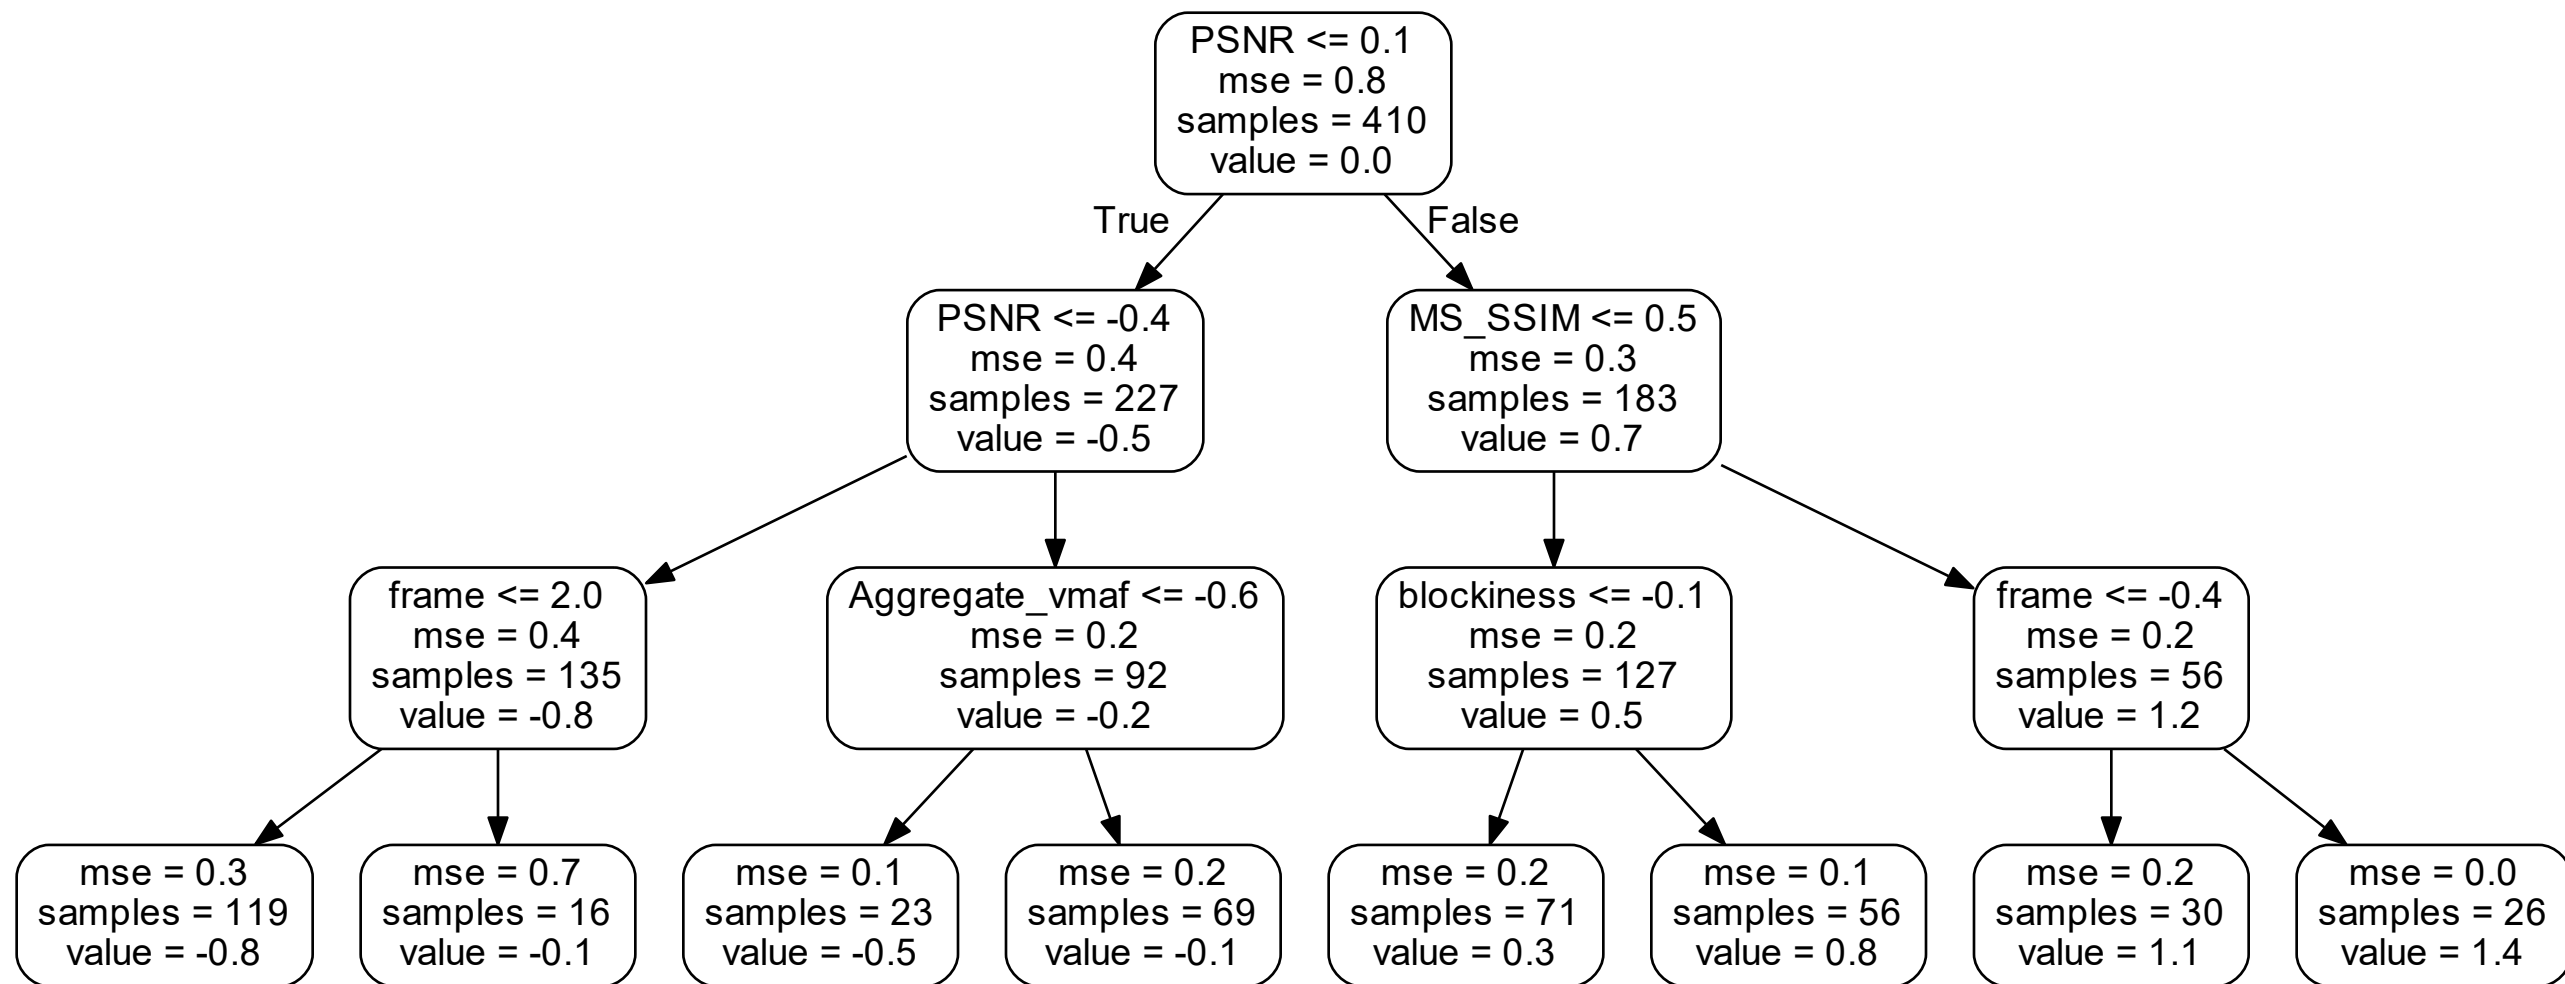 PSNR <= 0.1
mse = 0.8
samples = 410
value = 0.0
True
False
PSNR <= -0.4
mse = 0.4
samples = 227
value = -0.5
MS_SSIM <= 0.5
mse = 0.3
samples = 183
value = 0.7
frame <= 2.0
mse = 0.4
samples = 135
value = -0.8
Aggregate_vmaf <= -0.6
mse = 0.2
samples = 92
value = -0.2
blockiness <= -0.1
mse = 0.2
samples = 127
value = 0.5
frame <= -0.4
mse = 0.2
samples = 56
value = 1.2
mse = 0.3
samples = 119
value = -0.8
mse = 0.7
samples = 16
value = -0.1
mse = 0.1
samples = 23
value = -0.5
mse = 0.2
samples = 69
value = -0.1
mse = 0.2
samples = 71
value = 0.3
mse = 0.1
samples = 56
value = 0.8
mse = 0.2
samples = 30
value = 1.1
mse = 0.0
samples = 26
value = 1.4